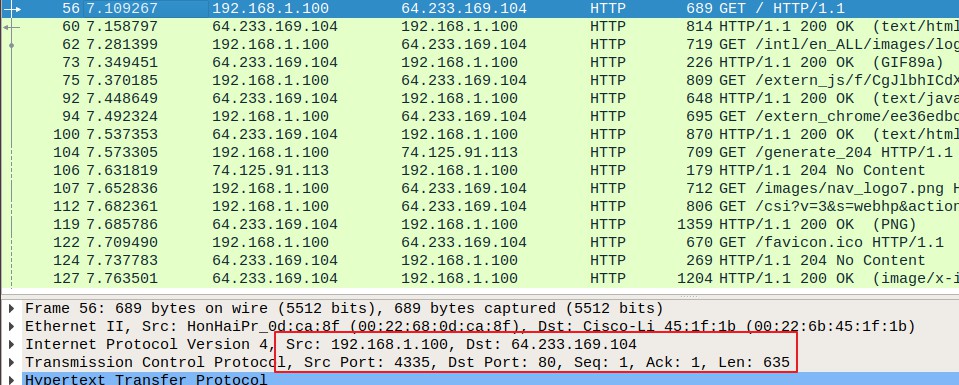 56 7.109267 192.168.1.100 64.233.169.104 HTTP 689 GET / HTTP/1.1
60 7.158797 64.233.169.104 192.168.1.100 HTTP 814 HTTP/1.1 200 OK (text/html
62 7.281399 192.168.1.100 64.233.169.104 HTTP 719 GET /intl/en_ALL/images/log
73 7.349451 64.233.169.104 192.168.1.100 HTTP 226 HTTP/1.1 200 OK (GIF89a)
75 7.370185 192.168.1.100 64.233.169.104 HTTP 809 GET /extern_js/f/CgJlbhICdX
92 7.448649 64.233.169.104 192.168.1.100 HTTP 648 HTTP/1.1 200 OK (text/java
94 7.492324 192.168.1.100 64.233.169.104 HTTP 695 GET /extern_chrome/ee36edbd
100 7.537353 64.233.169.104 192.168.1.100 HTTP 870 HTTP/1.1 200 OK (text/html
104 7.573305 192.168.1.100 74.125.91.113 HTTP 709 GET /generate_204 HTTP/1.1
106 7.631819 74.125.91.113 192.168.1.100 HTTP 179 HTTP/1.1 204 No Content
107 7.652836 192.168.1.100 64.233.169.104 HTTP 712 GET /images/nav_logo7.png H
112 7.682361 192.168.1.100 64.233.169.104 HTTP 806 GET /csi?v=3&s=webhp&action
119 7.685786 64.233.169.104 192.168.1.100 HTTP 1359 HTTP/1.1 200 OK (PNG)
122 7.709490 192.168.1.100 64.233.169.104 HTTP 670 GET /favicon.ico HTTP/1.1
124 7.737783 64.233.169.104 192.168.1.100 HTTP 269 HTTP/1.1 204 No Content
127 7.763501 64.233.169.104 192.168.1.100 HTTP 1204 HTTP/1.1 200 OK (image/x-i
Frame 56: 689 bytes on wire (5512 bits), 689 bytes captured (5512 bits)
Ethernet II, Src: HonHaiPr_0d:ca:8f (00:22:68:0d:ca:8f), Dst: Cisco-Li_45:1f:1b (00:22:6b:45:1f:1b)
Internet Protocol Version 4, Src: 192.168.1.100, Dst: 64.233.169.104
Transmission Control Protocol, Src Port: 4335, Dst Port: 80, Seq: 1, Ack: 1, Len: 635
Hypertext Transfer Protocol